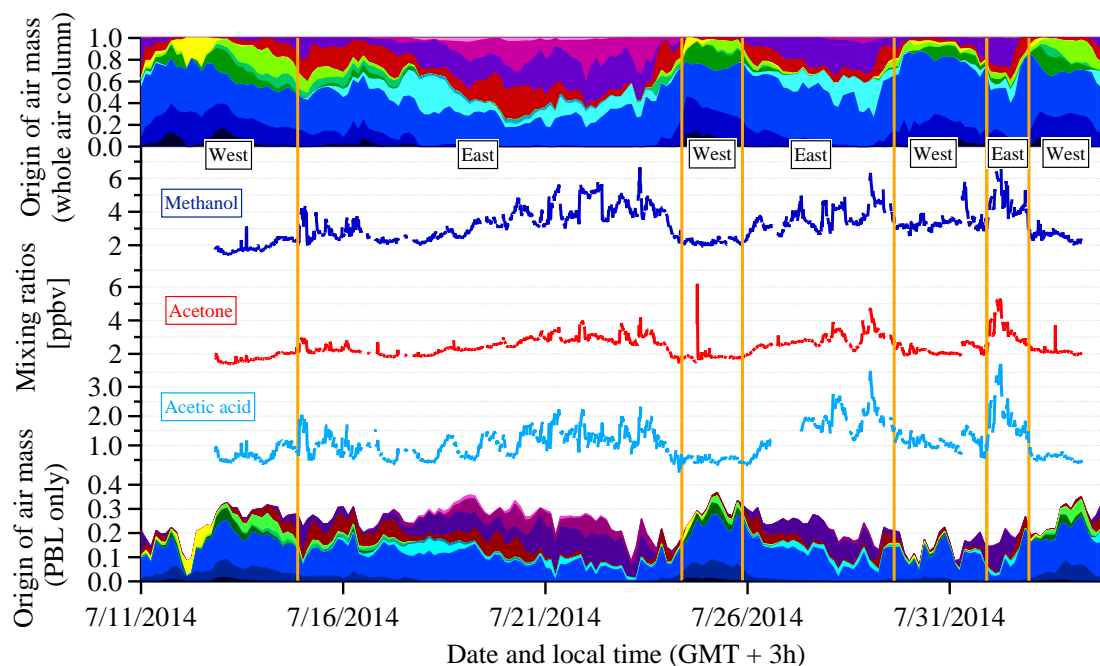 Origin of air mass
(whole air column)
1.0
0.8
0.6
0.4
0.2
0.0
West
East
West
East
West
East
West
Mixing ratios
[ppbv]
6
4
2
Methanol
6
4
2
Acetone
3.0
2.0
1.0
Acetic acid
Origin of air mass
(PBL only)
0.4
0.3
0.2
0.1
0.0
7/11/2014
7/16/2014
7/21/2014
7/26/2014
7/31/2014
Date and local time (GMT + 3h)